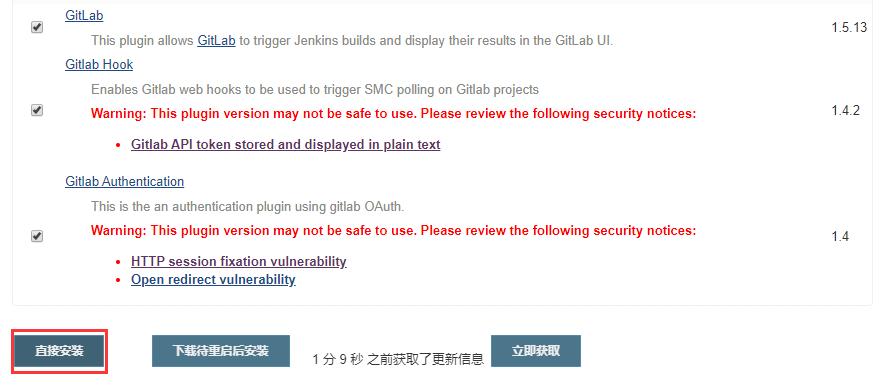 GitLab
1.5.13
This plugin allows GitLab to trigger Jenkins builds and display their results in the GitLab UI.
Gitlab Hook
Enables Gitlab web hooks to be used to trigger SMC polling on Gitlab projects
1.4.2
Warning: This plugin version may not be safe to use. Please review the following security notices:
Gitlab API token stored and displayed in plain text
Gitlab Authentication
This is the an authentication plugin using gitlab OAuth.
Warning: This plugin version may not be safe to use. Please review the following security notices:
1.4
HTTP session fixation vulnerability
Open redirect vulnerability
直接安装 下载待重启后安装 1 分 9 秒 之前获取了更新信息 立即获取